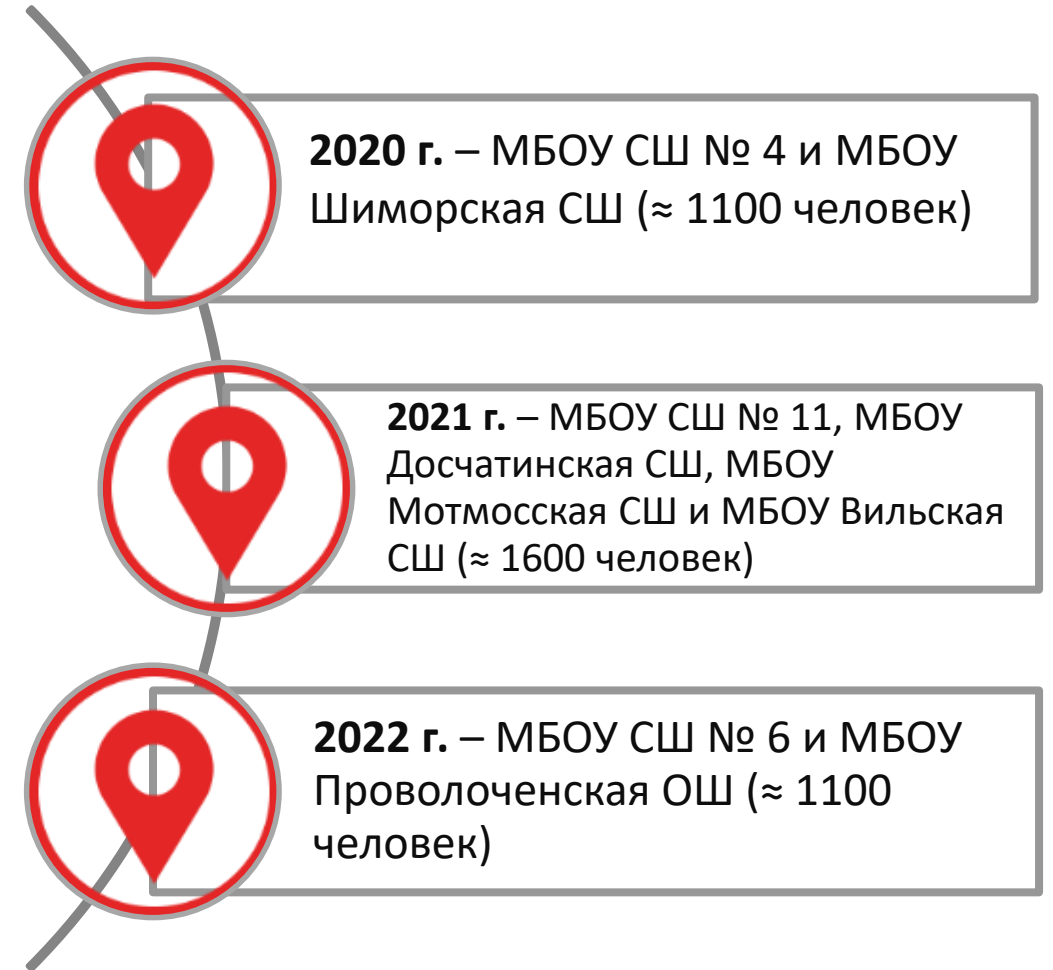 2020 г. – МБОУ СШ № 4 и МБОУ
Шиморская СШ (≈ 1100 человек)
2021 г. – МБОУ СШ № 11, МБОУ
Досчатинская СШ, МБОУ
Мотмосская СШ и МБОУ Вильская
СШ (≈ 1600 человек)
2022 г. – МБОУ СШ № 6 и МБОУ
Проволоченская ОШ (≈ 1100
человек)